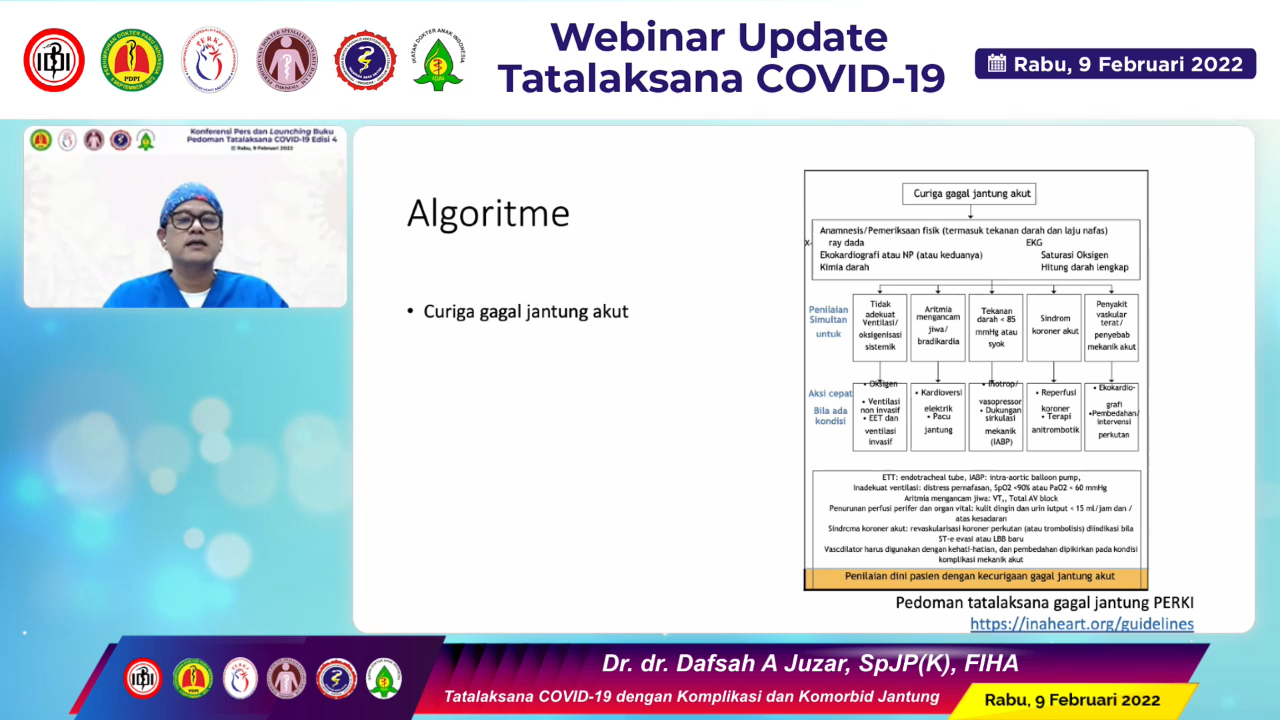 Webinar Update
Tatalaksana COVID-19
Rabu, 9 Februari 2022
IDI
PDPI
PERKI
IDAI
IKATAN DOKTER ANAK INDONESIA
Konferensi Pers dan Launching Buku
Pedoman Tatalaksana COVID-19 Edisi 4
Rabu, 9 Februari 2022
Algoritme
• Curiga gagal jantung akut
Curiga gagal jantung akut
Anamnesis/Pemeriksaan fisik (termasuk tekanan darah dan laju nafas)
X- ray dada EKG
Ekokardiografi atau NP (atau keduanya) Saturasi Oksigen
Kimia darah Hitung darah lengkap
Penilaian
Simultan
untuk
Tidak
adekuat
Ventilasi/
oksigenisasi
sistemik
Aritmia
mengancam
jiwa/
bradikardia
Tekanan
darah < 85
mmHg atau
syok
Sindrom
koroner akut
Penyakit
vaskular
terat/
penyebab
mekanik akut
Aksi cepat
Bila ada
kondisi
• Oksigen
• Ventilasi
non invasif
• EET dan
ventilasi
invasif
• Kardioversi
elektrik
• Pacu
jantung
• Inotrop/
vasopressor
• Dukungan
sirkulasi
mekanik
(IABP)
• Reperfusi
koroner
• Terapi
anitrombotik
• Ekokardio-
grafi
•Pembedahan/
intervensi
perkutan
ETT: endotracheal tube, IABP: intra-aortic balloon pump,
Inadekuat ventilasi: distress pernafasan, SpO2 <90% atau PaO2 < 60 mmHg
Aritmia mengancam jiwa: VT,, Total AV block
Penurunan perfusi perifer dan organ vital: kulit dingin dan urin iutput < 15 ml/jam dan /
atas kesadaran
Sindrcma koroner akut: revaskularisasi koroner perkutan (atau trombolisis) diindikasi bila
ST-e evasi atau LBB baru
Vascdilator harus digunakan dengan kehati-hatian, dan pembedahan dipikirkan pada kondisi
komplikasi mekanik akut
Penilaian dini pasien dengan kecurigaan gagal jantung akut
Pedoman tatalaksana gagal jantung PERKI
https://inaheart.org/guidelines
Dr. dr. Dafsah A Juzar, SpJP(K), FIHA
Tatalaksana COVID-19 dengan Komplikasi dan Komorbid Jantung
Rabu, 9 Februari 2022